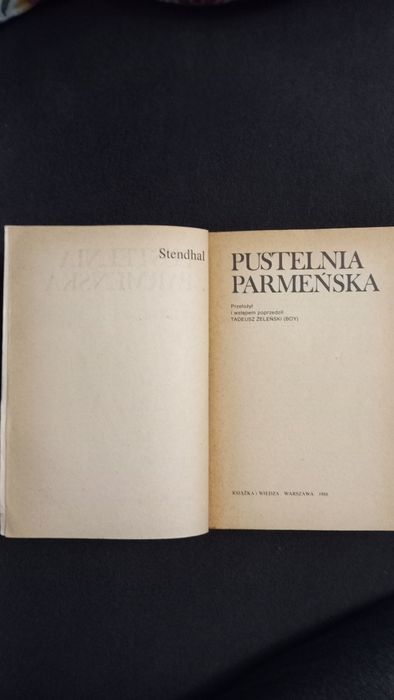 Stendhal
PUSTELNIA
PARMEŃSKA
Przełożył
i wstępem poprzedził
TADEUSZ ŻELEŃSKI (BOY)
KSIĄŻKA i WIEDZA WARSZAWA